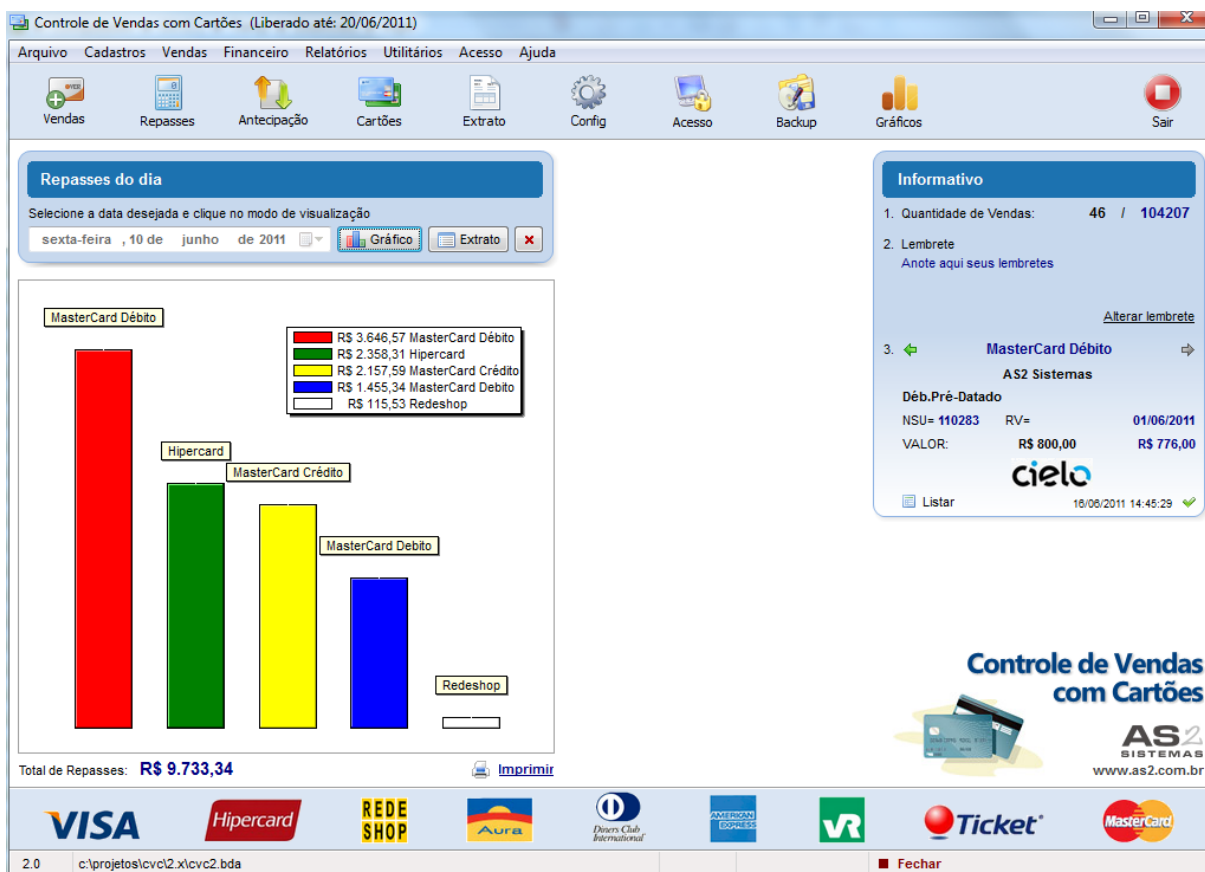 Controle de Vendas com Cartões (Liberado até: 20/06/2011)
Arquivo Cadastros Vendas Financeiro Relatórios Utilitários Acesso Ajuda
Vendas Repasses Antecipação Cartões Extrato Config Acesso Backup Gráficos Sair
Repasses do dia
Selecione a data desejada e clique no modo de visualização
sexta-feira , 10 de junho de 2011 Gráfico Extrato
MasterCard Débito
R$ 3.646,57 MasterCard Débito
R$ 2.358,31 Hipercard
R$ 2.157,59 MasterCard Crédito
R$ 1.455,34 MasterCard Debito
R$ 115,53 Redeshop
Hipercard
MasterCard Crédito
MasterCard Debito
Redeshop
Total de Repasses: R$ 9.733,34 Imprimir
Informativo
1. Quantidade de Vendas: 46 / 104207
2. Lembrete
Anote aqui seus lembretes
Alterar lembrete
3. MasterCard Débito
AS2 Sistemas
Déb.Pré-Datado
NSU= 110283 RV= 01/06/2011
VALOR: R$ 800,00 R$ 776,00
cielo
Listar 16/06/2011 14:45:29
Controle de Vendas
com Cartões
AS2
SISTEMAS
www.as2.com.br
VISA Hipercard REDE SHOP Aura Diners Club International AMERICAN EXPRESS VR Ticket MasterCard
2.0 c:\projetos\cvc\2.x\cvc2.bda Fechar